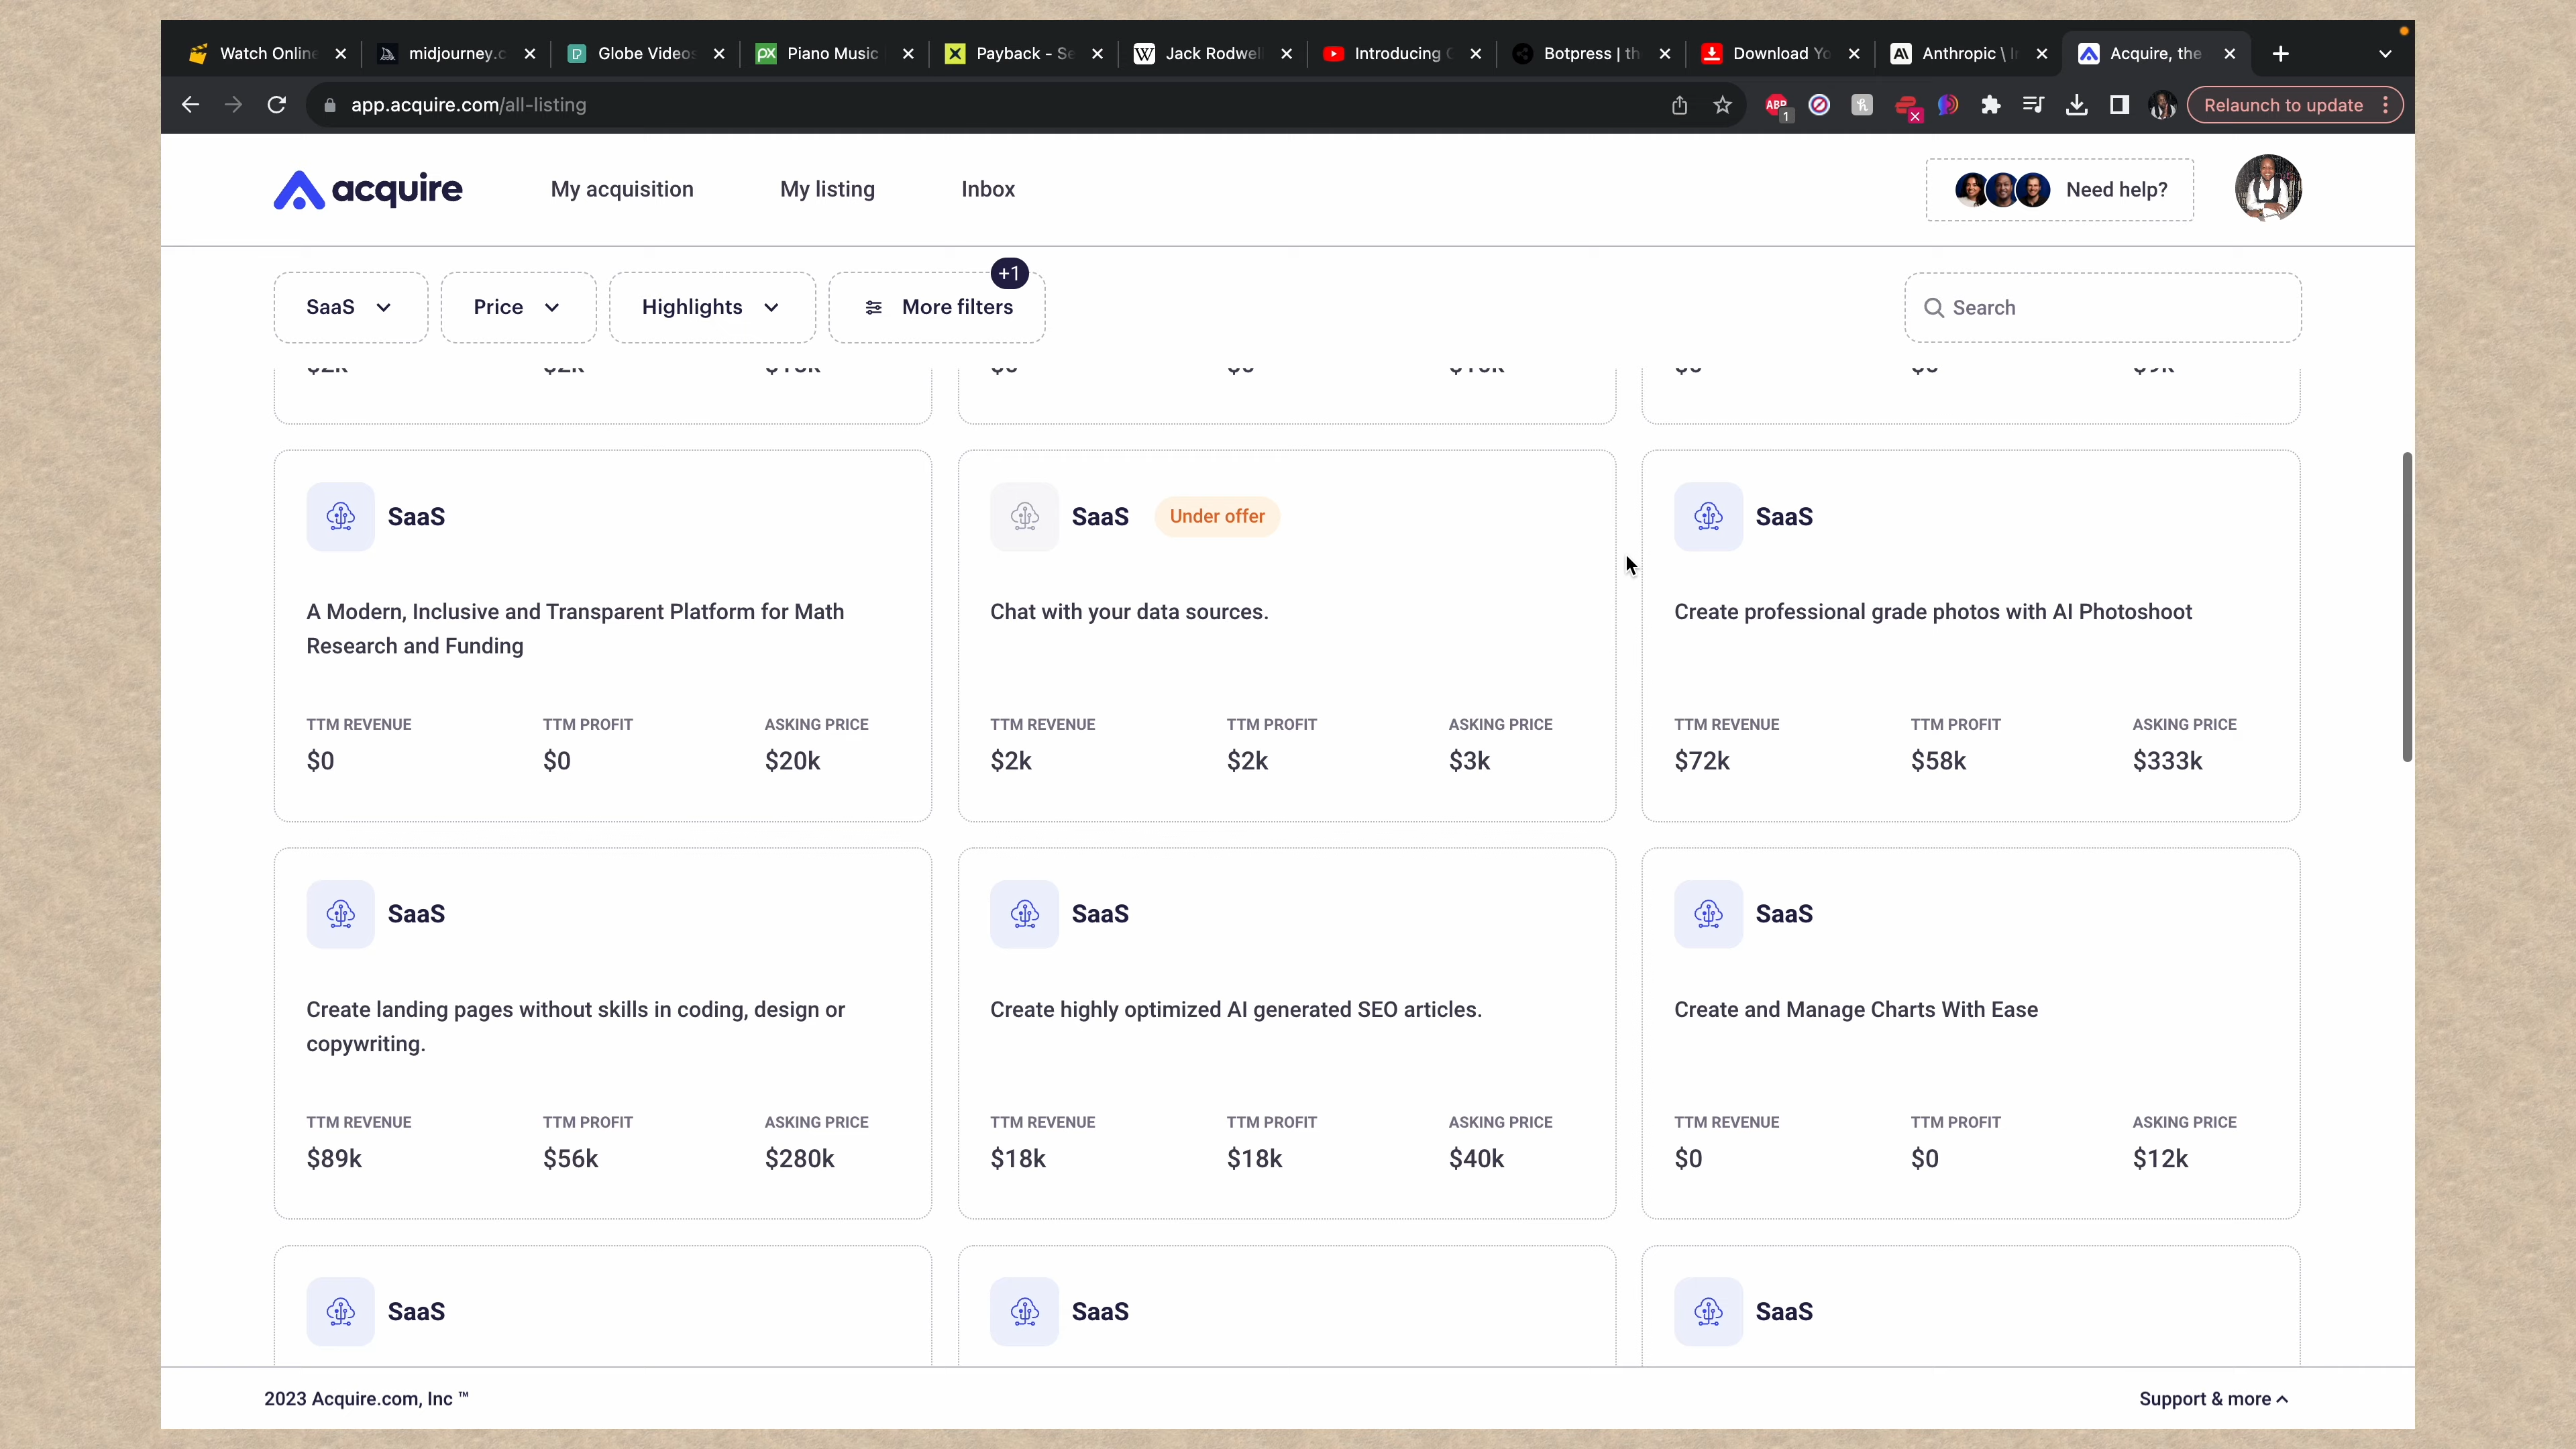 Watch Online
midjourney.c
Globe Videos
Piano Music
Payback - Se
Jack Rodwel
Introducing
Botpress | th
Download Yo
Anthropic \ I
Acquire, the
app.acquire.com/all-listing
ABP
1
Relaunch to update
acquire
My acquisition
My listing
Inbox
Need help?
SaaS
Price
Highlights
More filters
+1
Search
SaaS
A Modern, Inclusive and Transparent Platform for Math
Research and Funding
TTM REVENUE TTM PROFIT ASKING PRICE
$0 $0 $20k
SaaS Under offer
Chat with your data sources.
TTM REVENUE TTM PROFIT ASKING PRICE
$2k $2k $3k
SaaS
Create professional grade photos with AI Photoshoot
TTM REVENUE TTM PROFIT ASKING PRICE
$72k $58k $333k
SaaS
Create landing pages without skills in coding, design or
copywriting.
TTM REVENUE TTM PROFIT ASKING PRICE
$89k $56k $280k
SaaS
Create highly optimized AI generated SEO articles.
TTM REVENUE TTM PROFIT ASKING PRICE
$18k $18k $40k
SaaS
Create and Manage Charts With Ease
TTM REVENUE TTM PROFIT ASKING PRICE
$0 $0 $12k
SaaS
SaaS
SaaS
2023 Acquire.com, Inc ™
Support & more